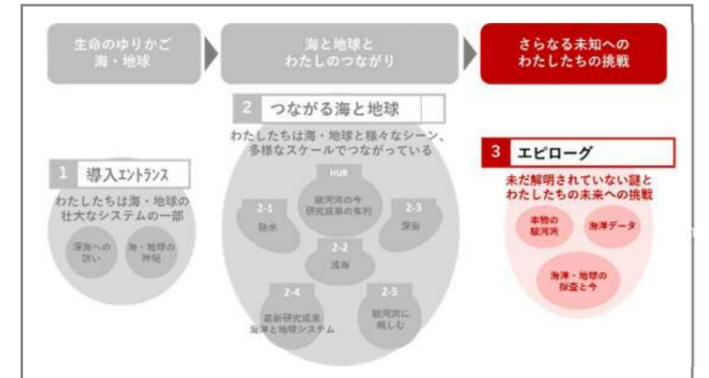 生命のゆりかご
海・地球
海と地球と
わたしのつながり
さらなる未知への
わたしたちの挑戦
1 導入エントランス
わたしたちは海・地球の
壮大なシステムの一部
深海への
誘い
海・地球の
神秘
2 つながる海と地球
わたしたちは海・地球と様々なシーン、
多様なスケールでつながっている
HUB
駿河湾の今
研究成果の集約
2-1
2-3
深海
2-2
浅海
2-4
最新研究成果
海洋と地球システム
2-5
駿河湾に
親しむ
3 エピローグ
未だ解明されていない謎と
わたしたちの未来への挑戦
本物の
駿河湾
海洋データ
海洋・地球の
探査と今